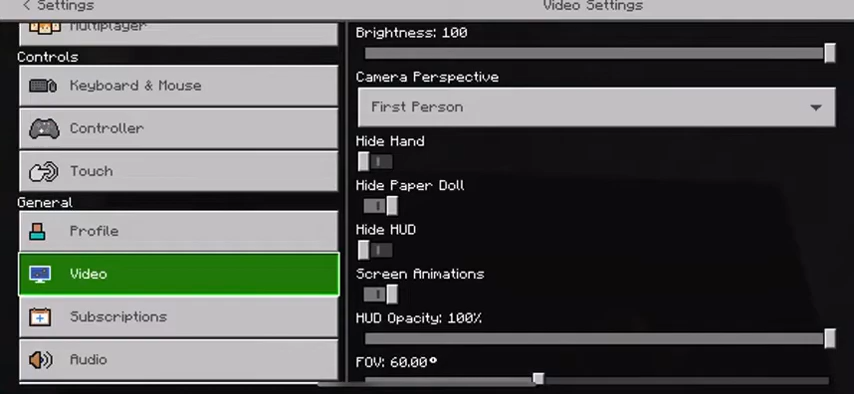 < Settings
Video Settings
Multiplayer
Controls
Keyboard & Mouse
Controller
Touch
General
Profile
Video
Subscriptions
Audio
Brightness: 100
Camera Perspective
First Person
Hide Hand
Hide Paper Doll
Hide HUD
Screen Animations
HUD Opacity: 100%
FOV: 60.00°